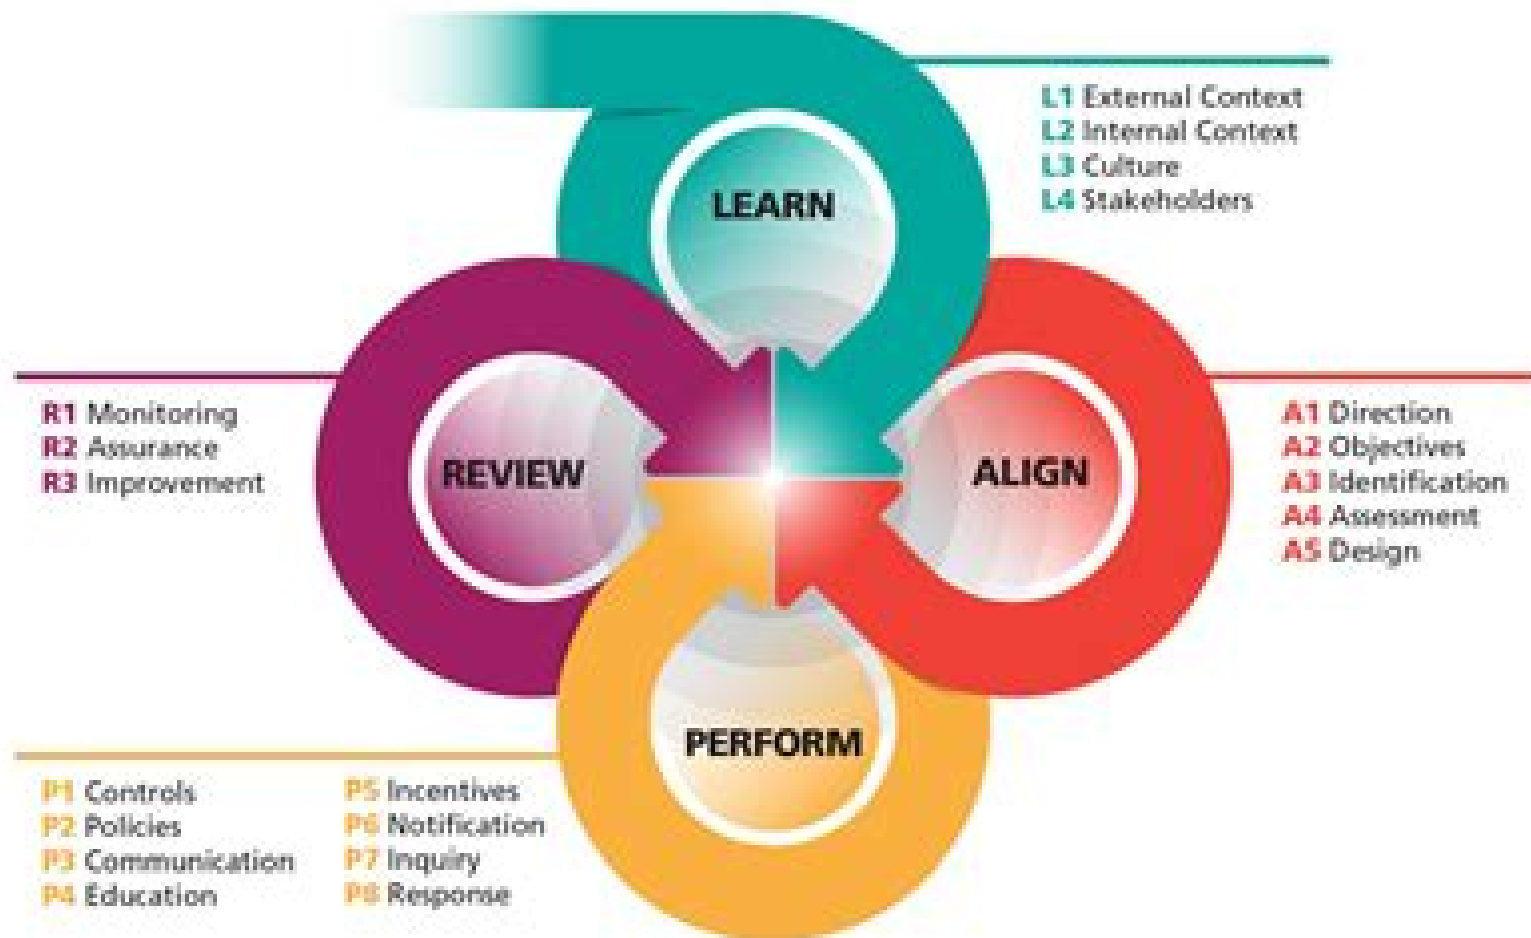 LEARN
L1 External Context
L2 Internal Context
L3 Culture
L4 Stakeholders
REVIEW
R1 Monitoring
R2 Assurance
R3 Improvement
ALIGN
A1 Direction
A2 Objectives
A3 Identification
A4 Assessment
A5 Design
PERFORM
P1 Controls
P2 Policies
P3 Communication
P4 Education
P5 Incentives
P6 Notification
P7 Inquiry
P8 Response